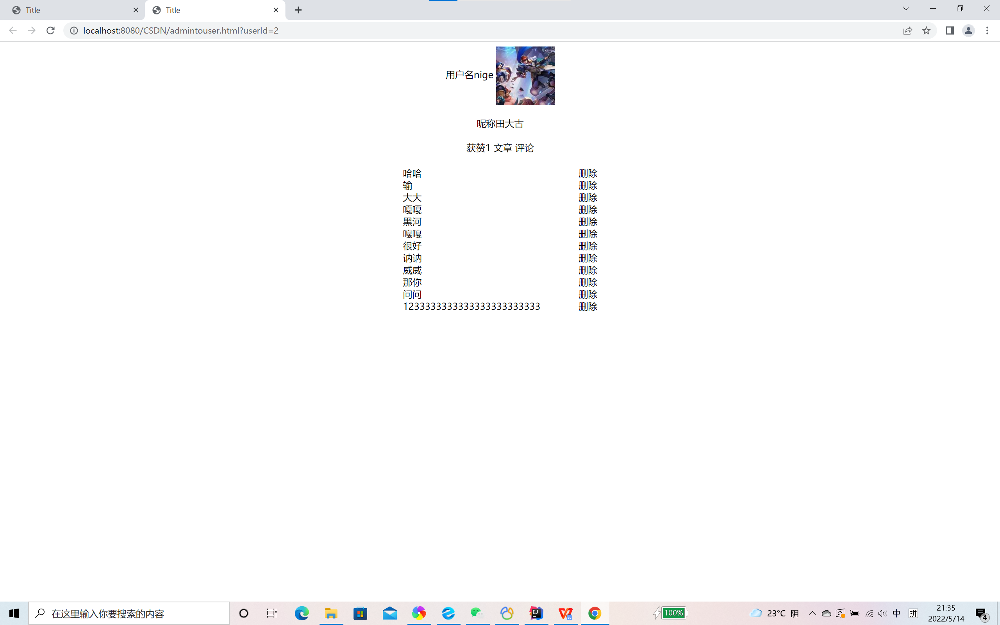 Title
Title
localhost:8080/CSDN/admintouser.html?userId=2
用户名nige
昵称田大古
获赞1 文章 评论
哈哈 删除
输 删除
大大 删除
嘎嘎 删除
黑河 删除
嘎嘎 删除
很好 删除
讷讷 删除
威威 删除
那你 删除
问问 删除
1233333333333333333333333 删除
在这里输入你要搜索的内容
100%
23°C 阴
中
拼
21:35
2022/5/14
4